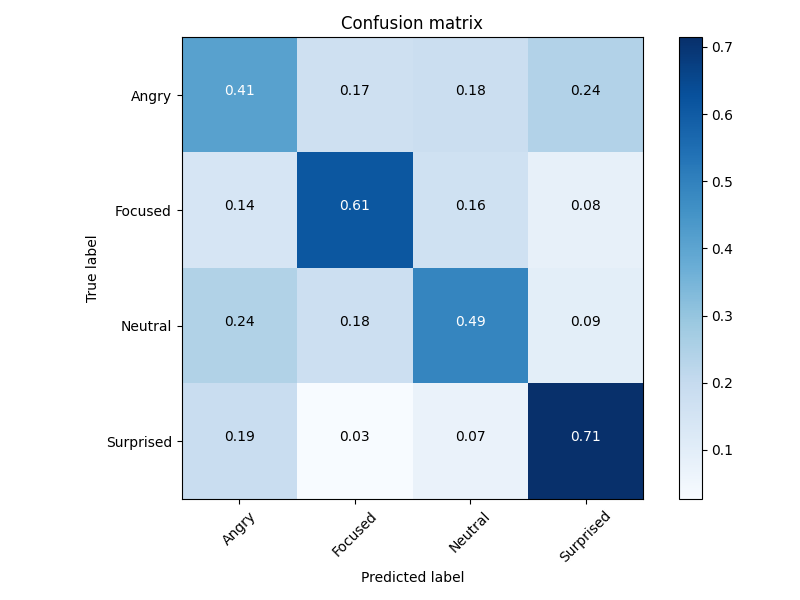 Confusion matrix
Angry 0.41 0.17 0.18 0.24
Focused 0.14 0.61 0.16 0.08
Neutral 0.24 0.18 0.49 0.09
Surprised 0.19 0.03 0.07 0.71
True label
Angry Focused Neutral Surprised
Predicted label
0.7
0.6
0.5
0.4
0.3
0.2
0.1